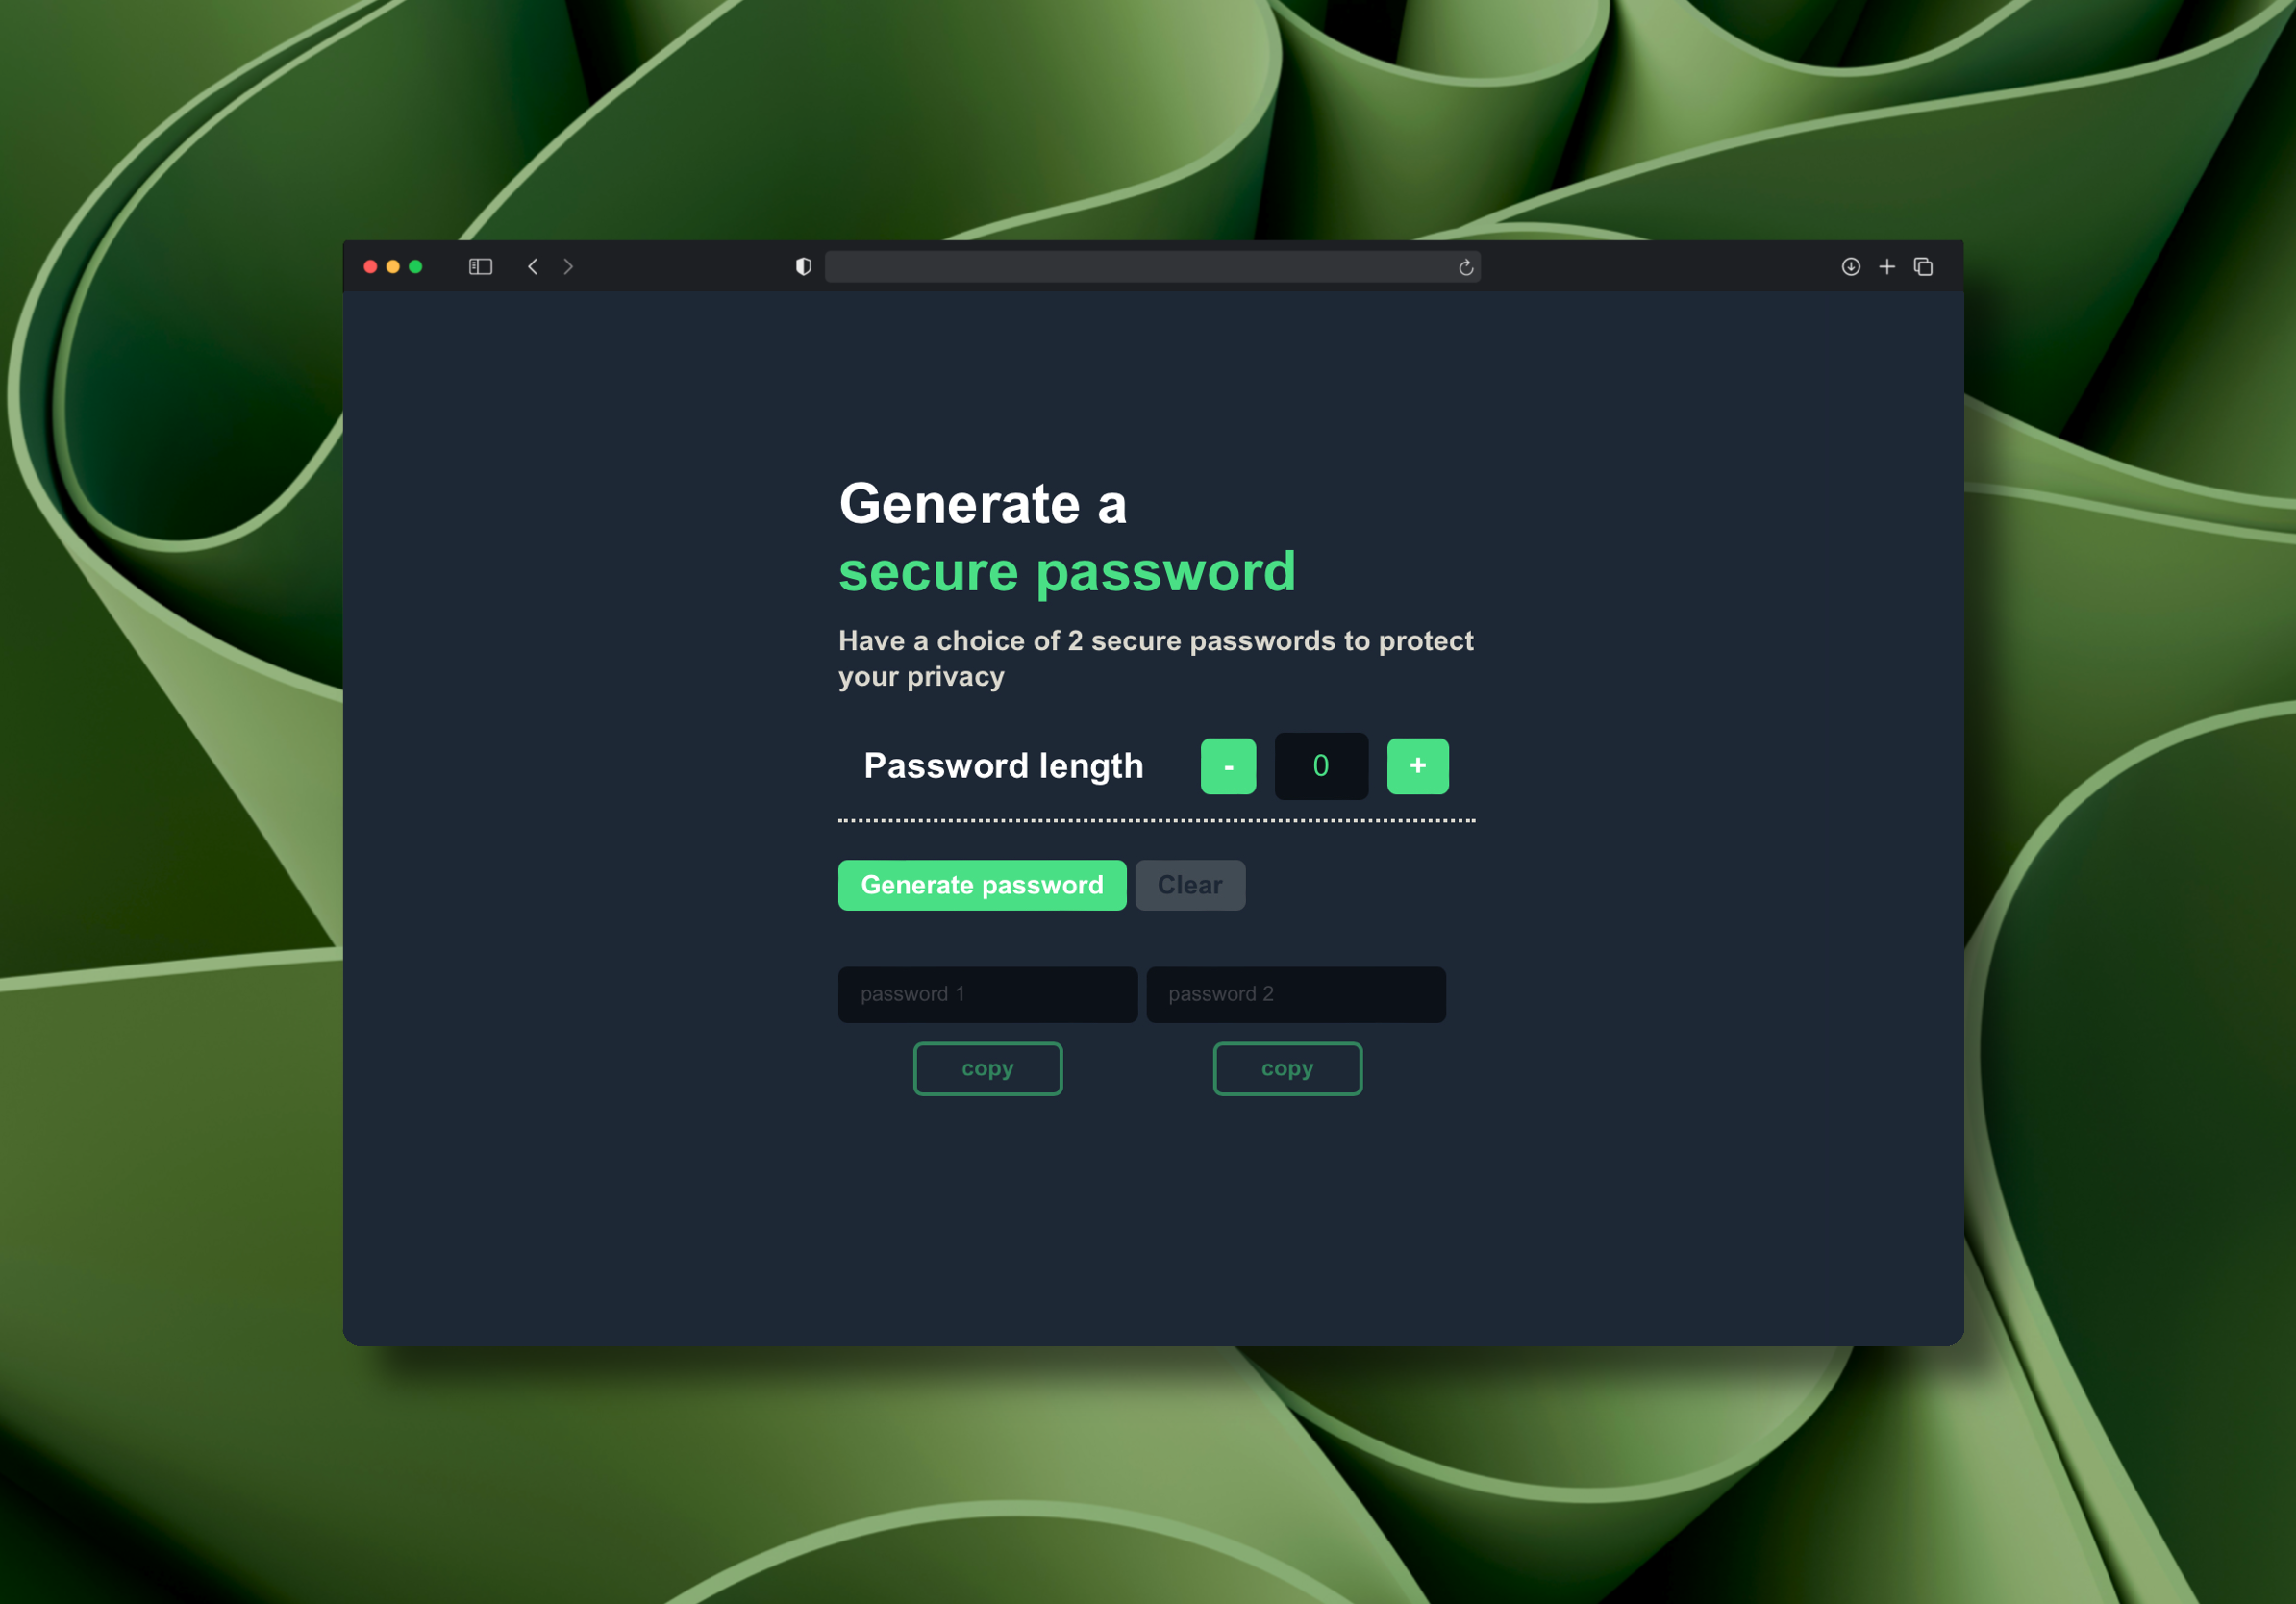 Generate a
secure password
Have a choice of 2 secure passwords to protect
your privacy
Password length - 0 +
Generate password Clear
password 1 password 2
copy copy